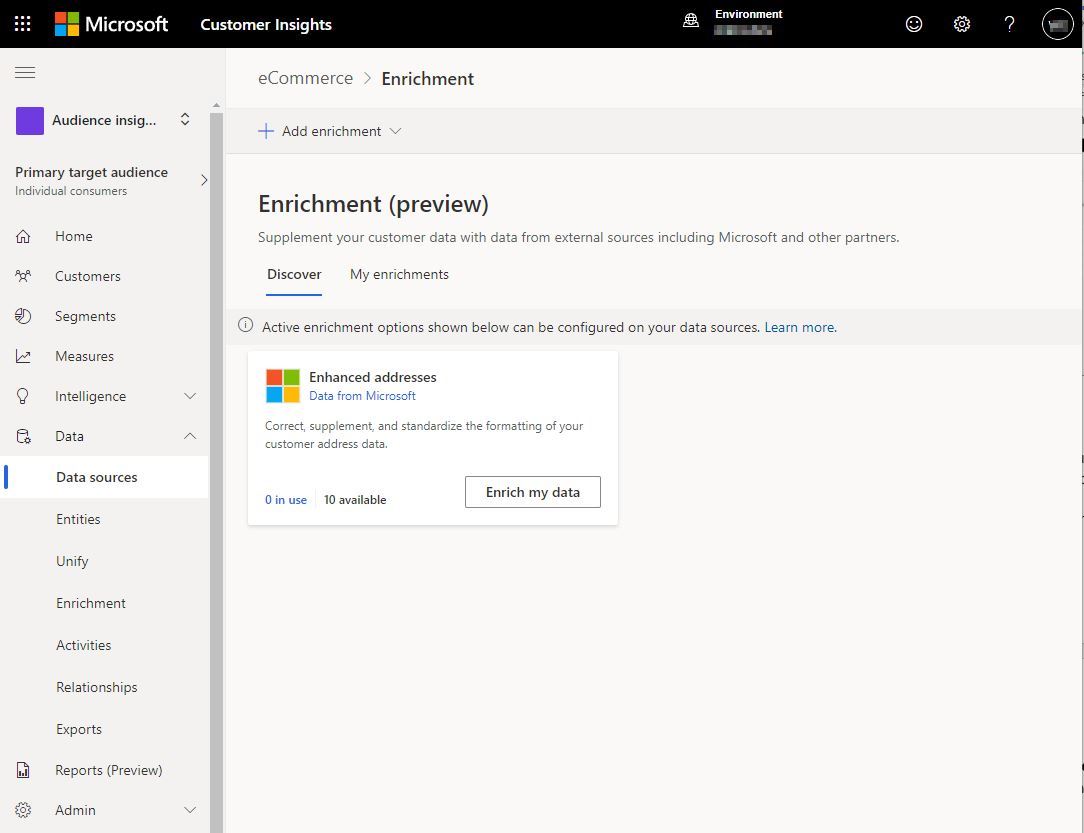 Microsoft
Customer Insights
Environment
?
eCommerce > Enrichment
Audience insig...
Add enrichment
Primary target audience
Individual consumers
Enrichment (preview)
Supplement your customer data with data from external sources including Microsoft and other partners.
Discover
My enrichments
Active enrichment options shown below can be configured on your data sources. Learn more.
Enhanced addresses
Data from Microsoft
Correct, supplement, and standardize the formatting of your
customer address data.
0 in use
10 available
Enrich my data
Home
Customers
Segments
Measures
Intelligence
Data
Data sources
Entities
Unify
Enrichment
Activities
Relationships
Exports
Reports (Preview)
Admin